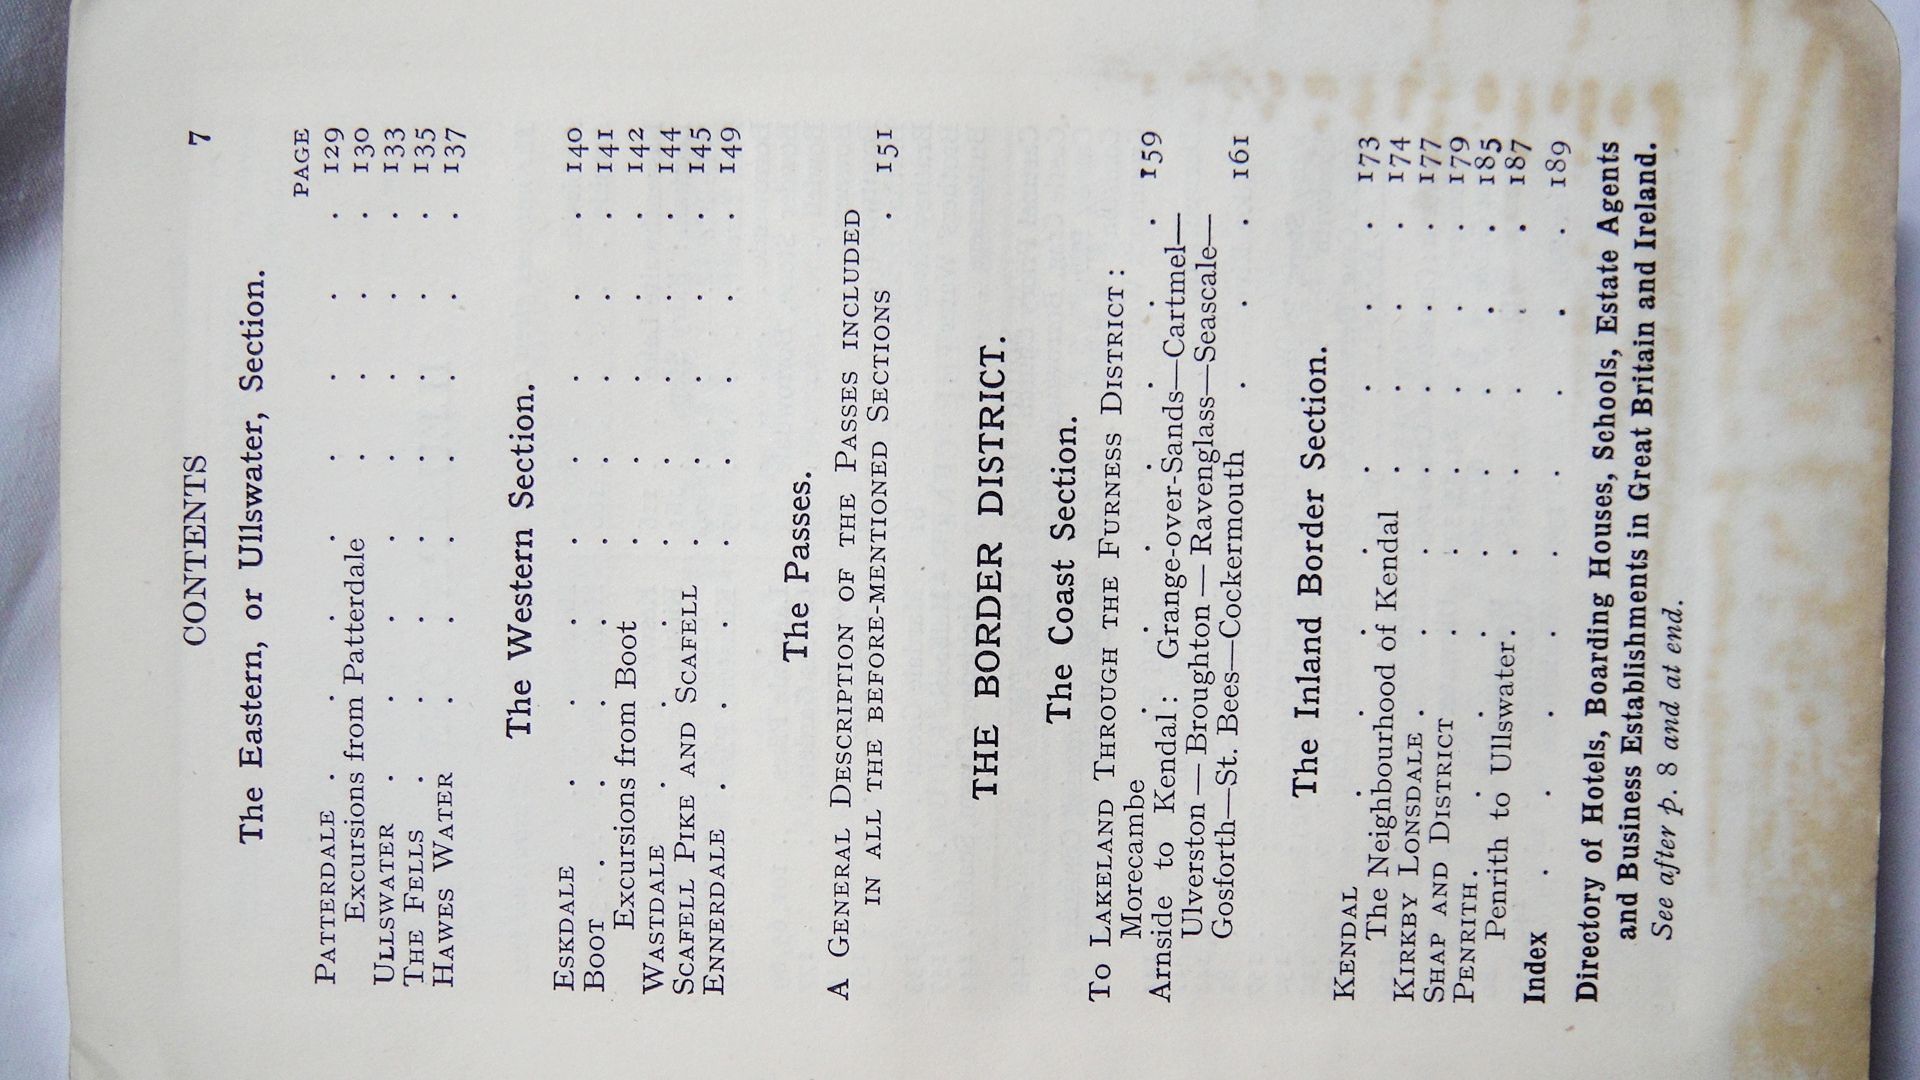 CONTENTS 7
The Eastern, or Ullswater, Section.
PAGE
PATTERDALE . . . . . . . . 129
Excursions from Patterdale . . . . . 130
ULLSWATER . . . . . . . . 133
THE FELLS . . . . . . . . 135
HAWES WATER . . . . . . . 137
The Western Section.
ESKDALE . . . . . . . . 140
BOOT . . . . . . . . . 141
Excursions from Boot . . . . . . 142
WASTDALE . . . . . . . . 144
SCAFELL PIKE AND SCAFELL . . . . . 145
ENNERDALE . . . . . . . . 149
The Passes.
A GENERAL DESCRIPTION OF THE PASSES INCLUDED
IN ALL THE BEFORE-MENTIONED SECTIONS . 151
THE BORDER DISTRICT.
The Coast Section.
TO LAKELAND THROUGH THE FURNESS DISTRICT :
Morecambe . . . . . . . 159
Arnside to Kendal : Grange-over-Sands—Cartmel—
Ulverston — Broughton — Ravenglass—Seascale—
Gosforth—St. Bees—Cockermouth . . . 161
The Inland Border Section.
KENDAL . . . . . . . . 173
The Neighbourhood of Kendal . . . . 174
KIRKBY LONSDALE . . . . . . . 177
SHAP AND DISTRICT . . . . . . 179
PENRITH . . . . . . . . 185
Penrith to Ullswater . . . . . . 187
Index . . . . . . . . . 189
Directory of Hotels, Boarding Houses, Schools, Estate Agents
and Business Establishments in Great Britain and Ireland.
See after p. 8 and at end.